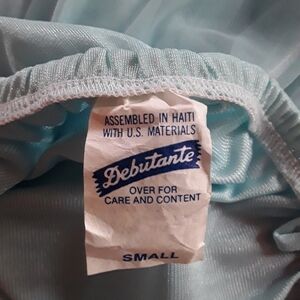 ASSEMBLED IN HAITI
WITH U.S. MATERIALS
Debutante
OVER FOR
CARE AND CONTENT
SMALL